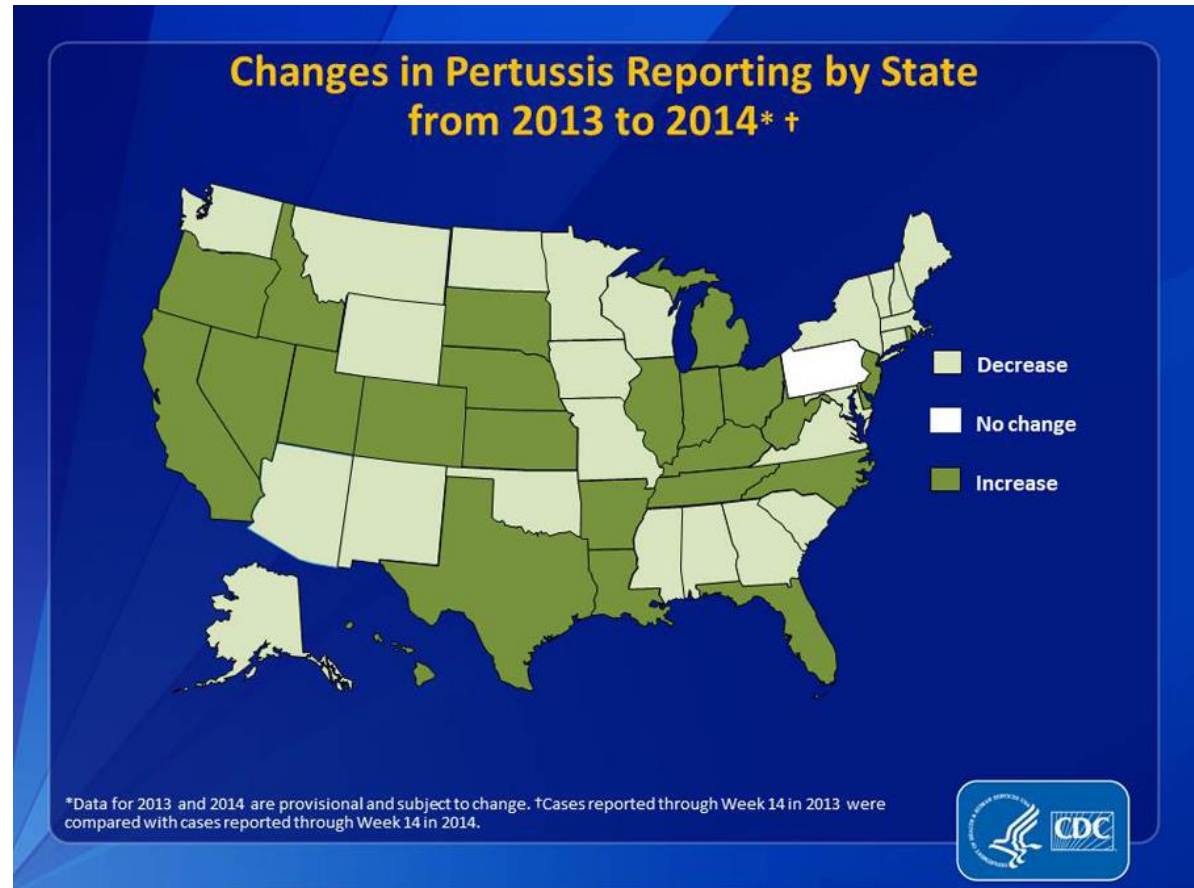 Changes in Pertussis Reporting by State
from 2013 to 2014* †
Decrease
No change
Increase
*Data for 2013 and 2014 are provisional and subject to change. †Cases reported through Week 14 in 2013 were
compared with cases reported through Week 14 in 2014.
CDC